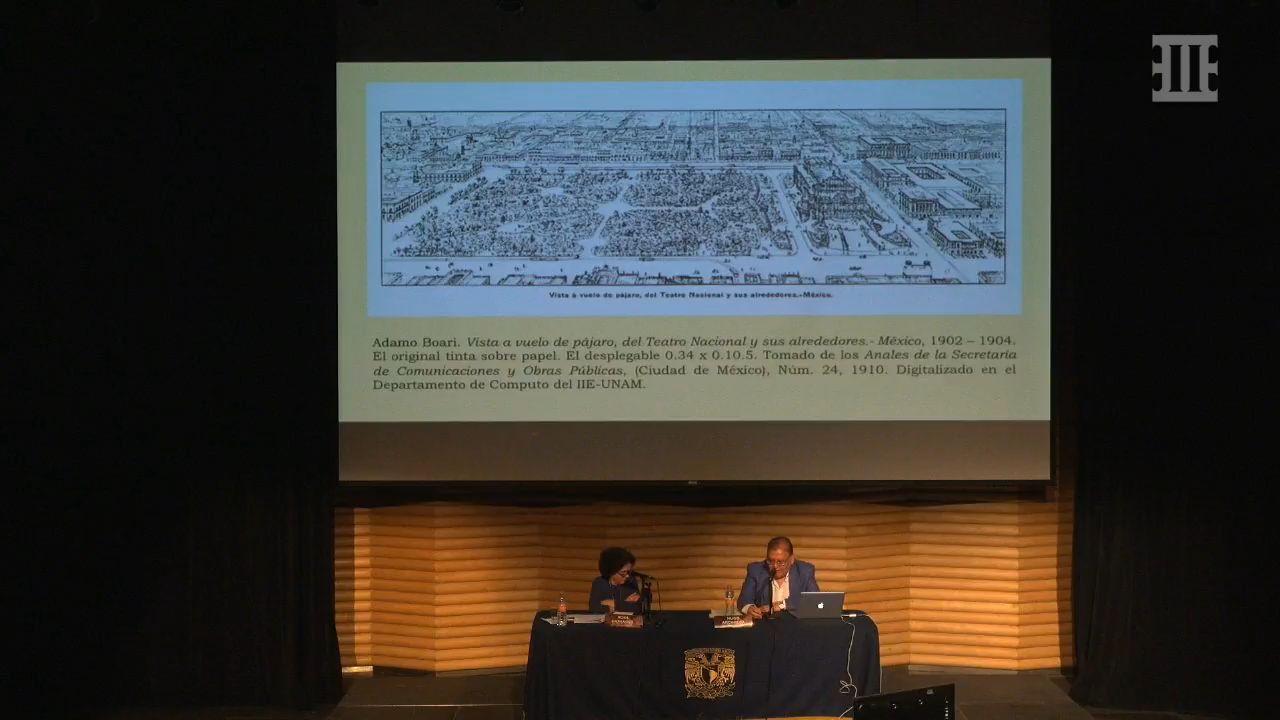 Vista á vuelo de pájaro, del Teatro Nacional y sus alrededores.-México.
Adamo Boari. Vista a vuelo de pájaro, del Teatro Nacional y sus alrededores.- México, 1902 – 1904.
El original tinta sobre papel. El desplegable 0.34 x 0.10.5. Tomado de los Anales de la Secretaría
de Comunicaciones y Obras Públicas, (Ciudad de México), Núm. 24, 1910. Digitalizado en el
Departamento de Computo del IIE-UNAM.
HUGO